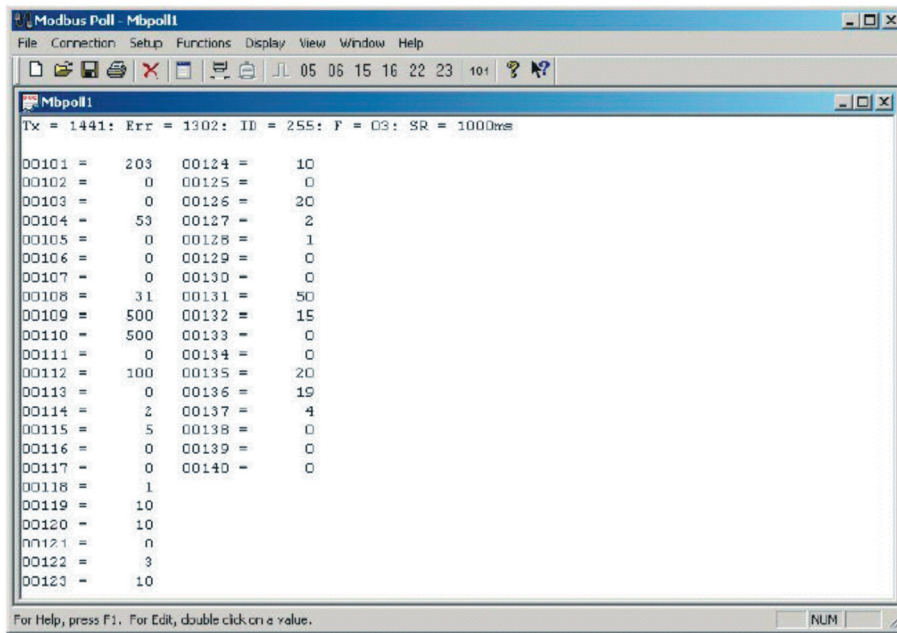 Modbus Poll - Mbpoll1
File Connection Setup Functions Display View Window Help
05 06 15 16 22 23 101
Mbpoll1
Tx = 1441: Err = 1302: ID = 255: F = 03: SR = 1000ms
00101 = 203 00124 = 10
00102 = 0 00125 = 0
00103 = 0 00126 = 20
00104 = 53 00127 = 2
00105 = 0 00128 = 1
00106 = 0 00129 = 0
00107 = 0 00130 = 0
00108 = 31 00131 = 50
00109 = 500 00132 = 15
00110 = 500 00133 = 0
00111 = 0 00134 = 0
00112 = 100 00135 = 20
00113 = 0 00136 = 19
00114 = 2 00137 = 4
00115 = 5 00138 = 0
00116 = 0 00139 = 0
00117 = 0 00140 = 0
00118 = 1
00119 = 10
00120 = 10
00121 = 0
00122 = 3
00123 = 10
For Help, press F1. For Edit, double click on a value. NUM